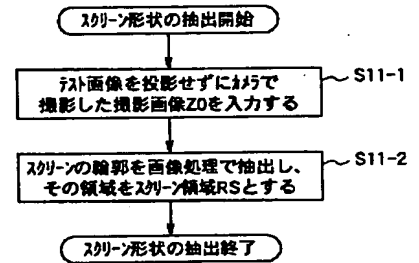 スクリーン形状の抽出開始
テスト画像を投影せずにカメラで
撮影した撮影画像Z0を入力する
S11-1
スクリーンの輪郭を画像処理で抽出し、
その領域をスクリーン領域RSとする
S11-2
スクリーン形状の抽出終了